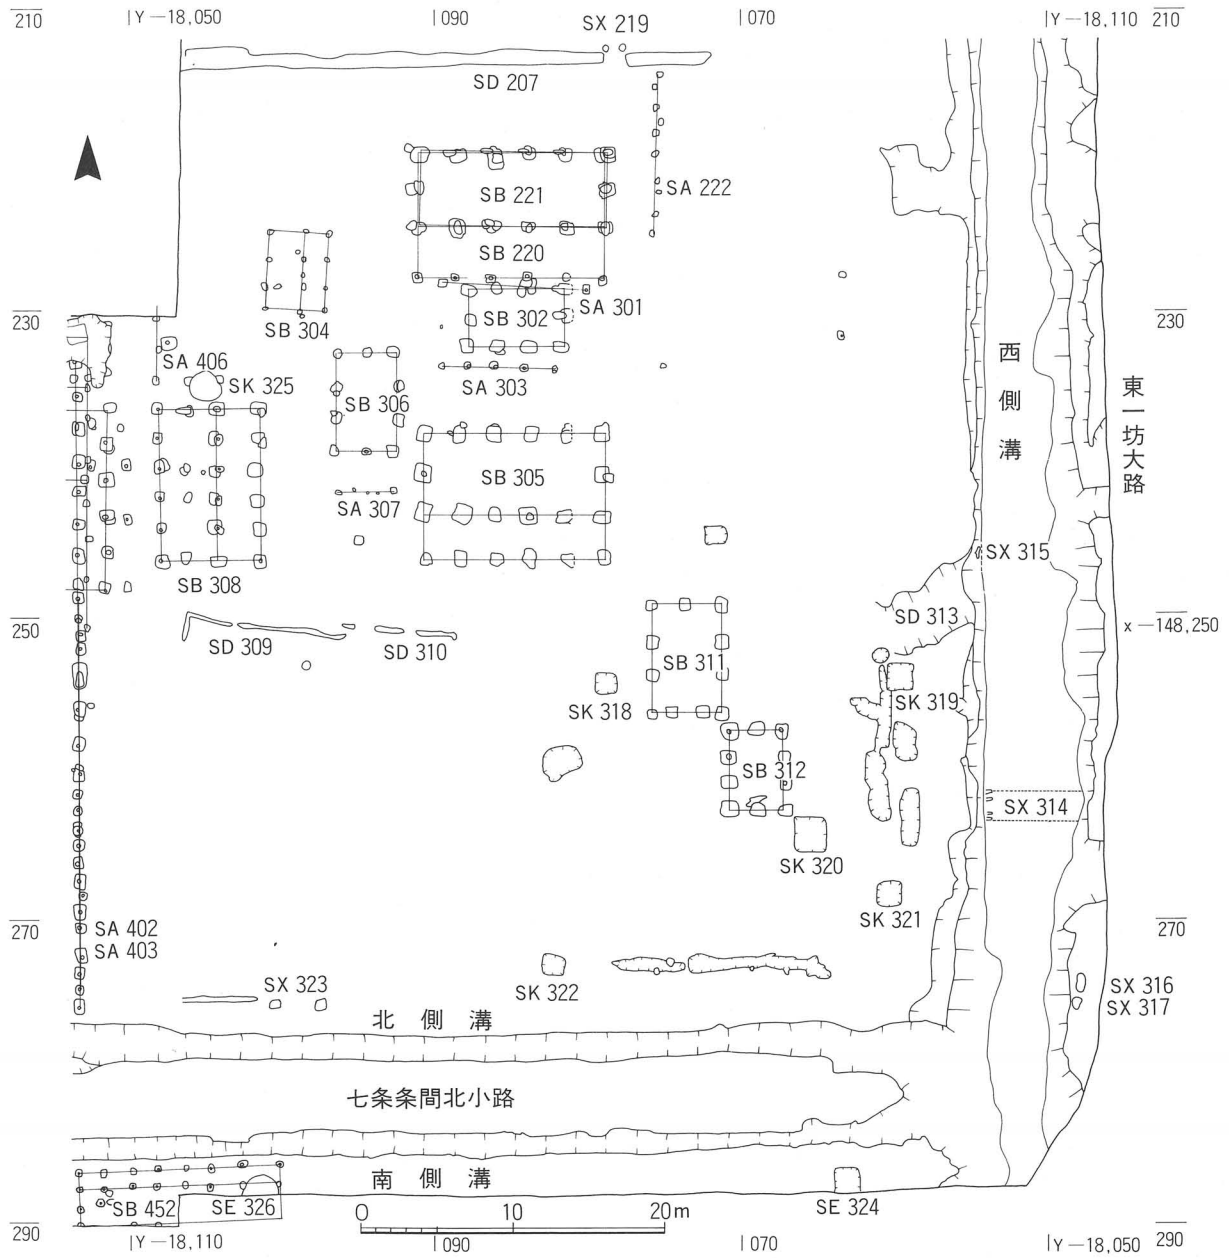 210
Y－18,050
090
070
Y－18,110
210
SX 219
SD 207
SB 221
SA 222
SB 220
SA 301
SB 302
SB 304
230
230
SA 406
SK 325
SA 303
SB 306
西側溝
東一坊大路
SB 305
SA 307
SB 308
SX 315
250
SD 309
SD 310
SD 313
x－148,250
SB 311
SK 318
SK 319
SB 312
SX 314
SK 320
SK 321
270
SA 402
SA 403
270
SX 323
SK 322
SX 316
SX 317
北側溝
七条条間北小路
南側溝
SB 452
SE 326
SE 324
0 10 20m
290
Y－18,110
090
070
Y－18,050
290